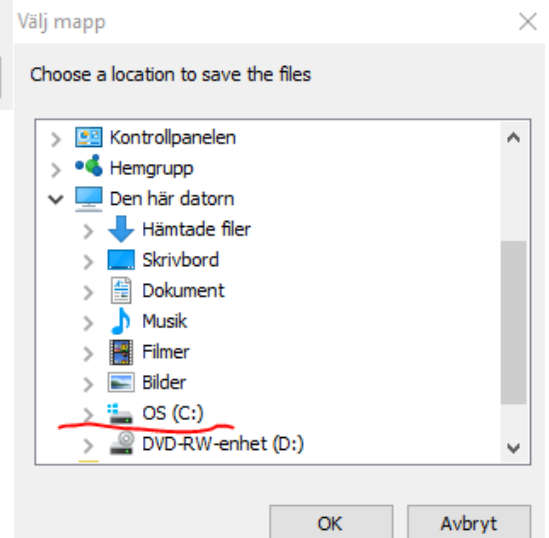 Välj mapp
Choose a location to save the files
Kontrollpanelen
Hemgrupp
Den här datorn
Hämtade filer
Skrivbord
Dokument
Musik
Filmer
Bilder
OS (C:)
DVD-RW-enhet (D:)
OK
Avbryt